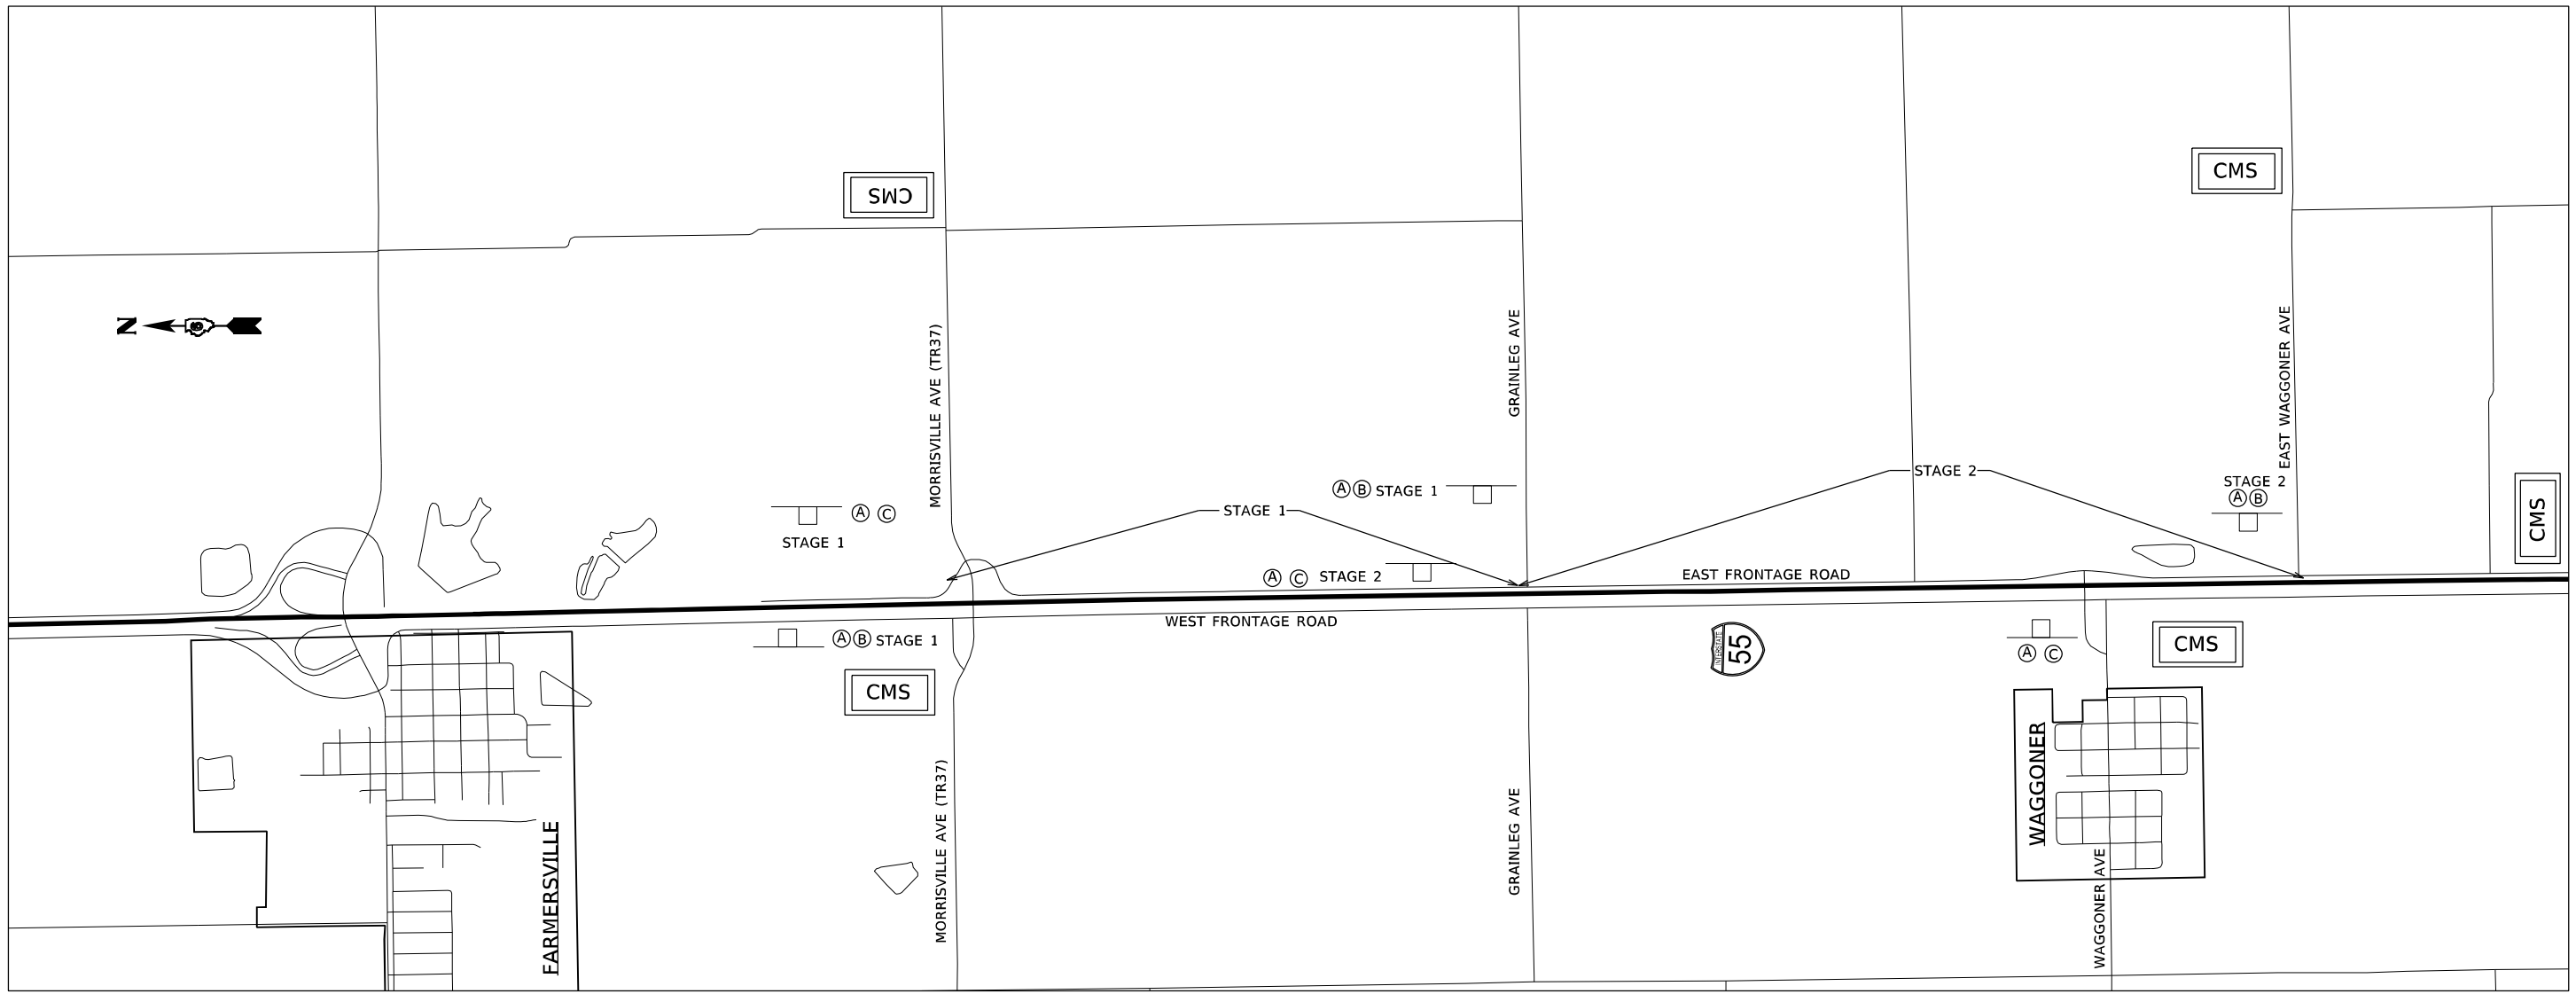 CMS
CMS
N
MORRISVILLE AVE (TR37)
GRAINLEG AVE
EAST WAGGONER AVE
STAGE 2
STAGE 2
A B
A B STAGE 1
A C
STAGE 1
STAGE 1
CMS
A C STAGE 2
EAST FRONTAGE ROAD
WEST FRONTAGE ROAD
A B STAGE 1
INTERSTATE
55
A C
CMS
CMS
WAGGONER
MORRISVILLE AVE (TR37)
GRAINLEG AVE
FARMERSVILLE
WAGGONER AVE